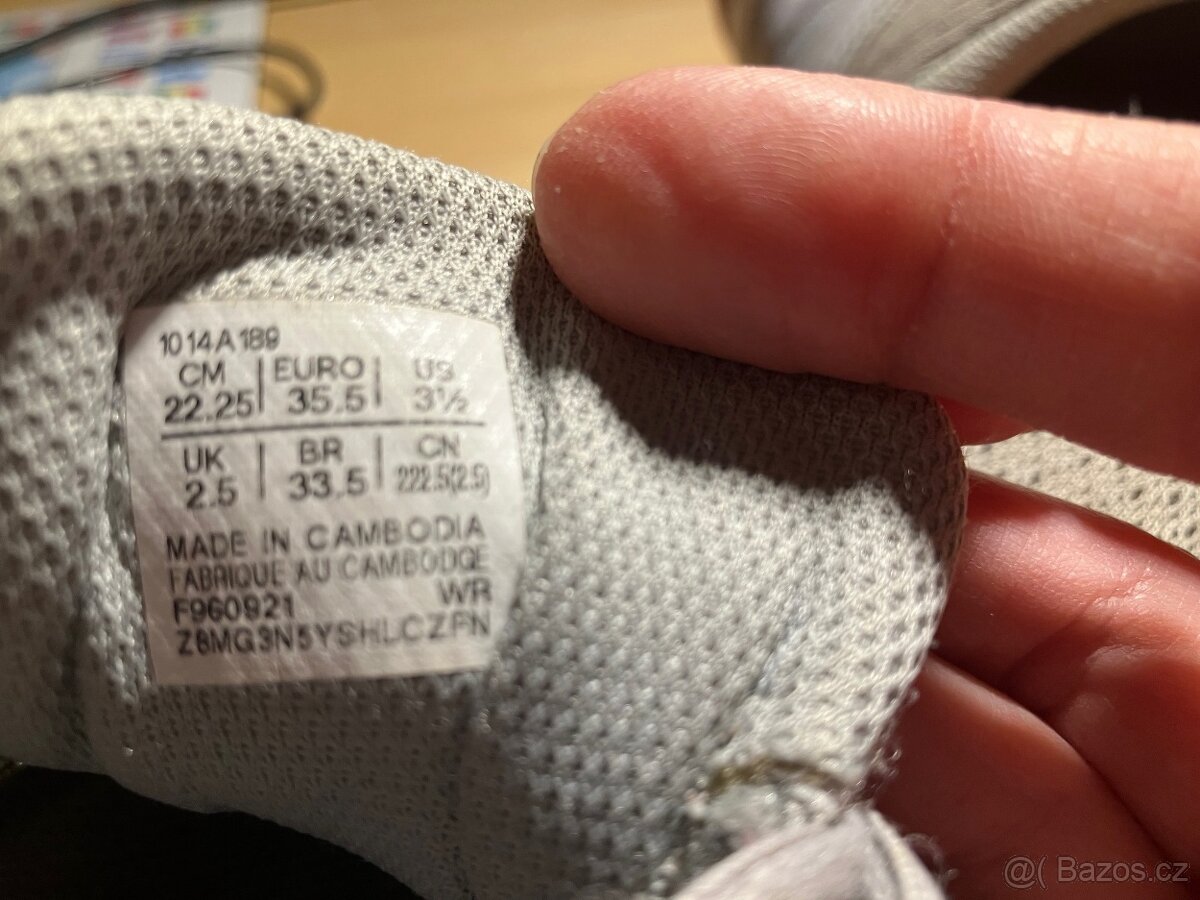 1014A189
CM | EURO | US
22.25 | 35.5 | 3½
UK | BR | CN
2.5 | 33.5 | 222.5(2.5)
MADE IN CAMBODIA
FABRIQUE AU CAMBODGE
F960921 WR
Z8MG3N5YSHLCZFN
@( Bazos.cz